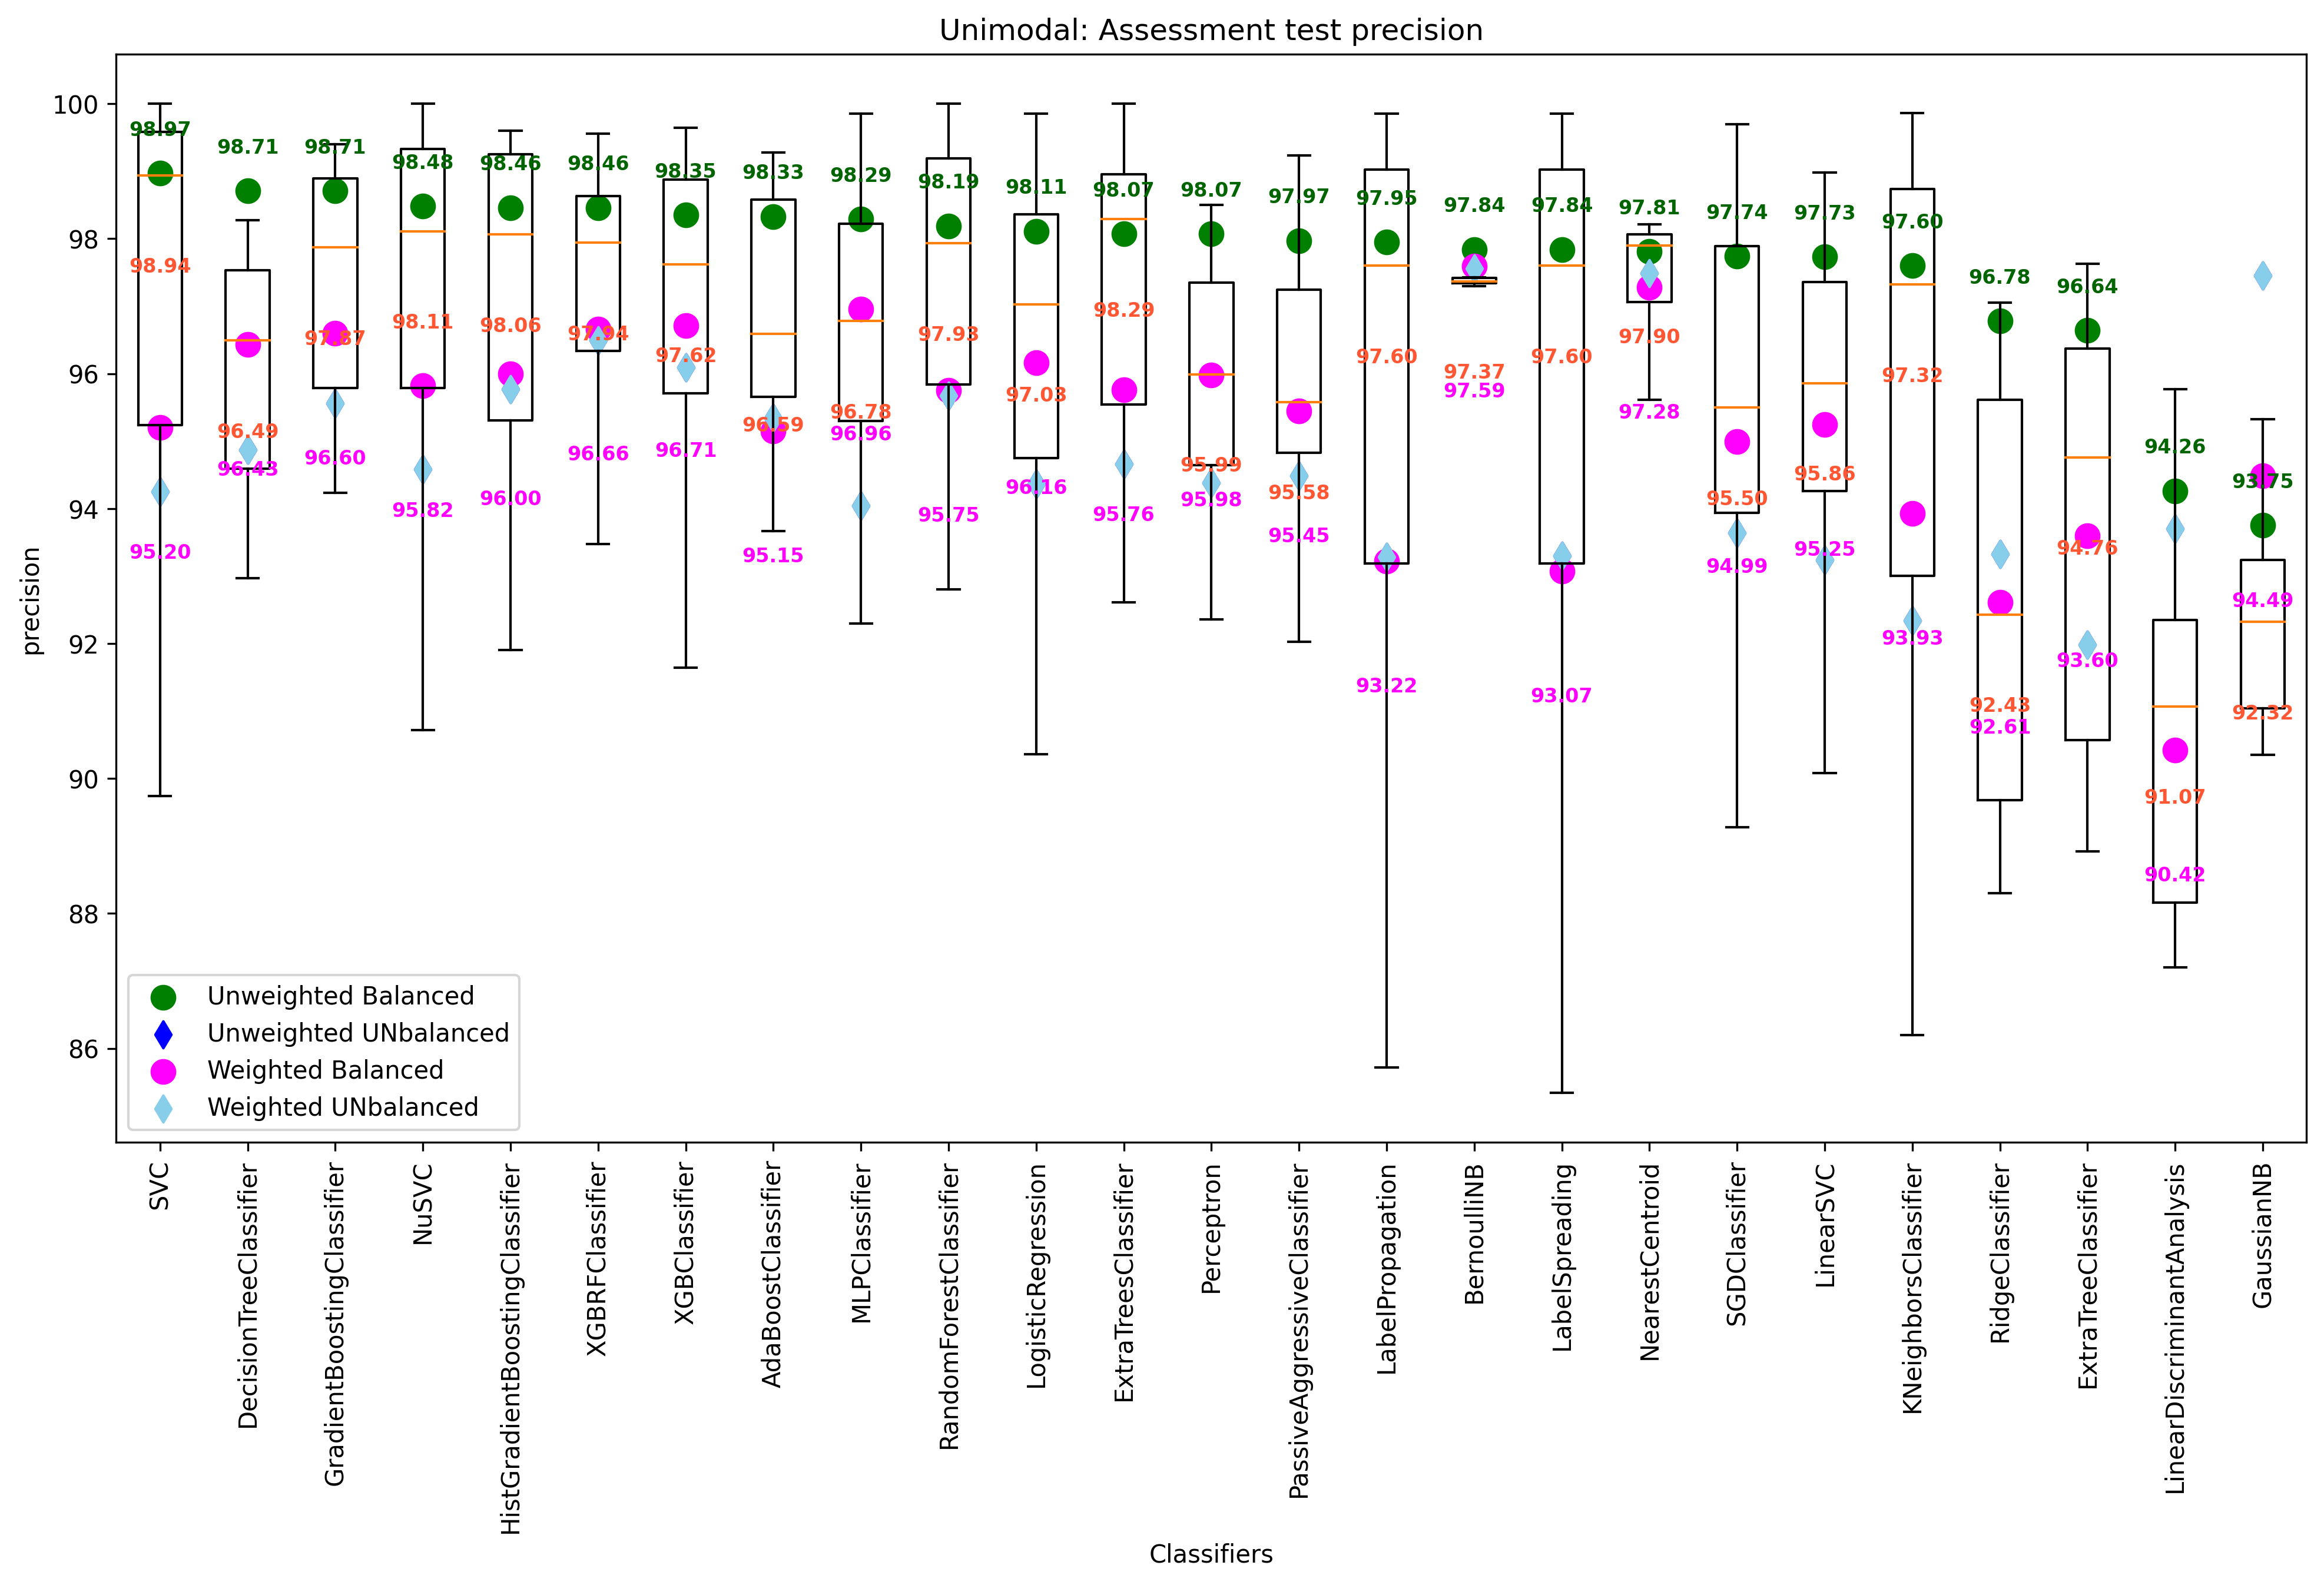 Unimodal: Assessment test precision
precision
100
98
96
94
92
90
88
86
98.97
98.71
98.71
98.48
98.46
98.46
98.35
98.33
98.29
98.19
98.11
98.07
98.07
97.97
97.95
97.84
97.84
97.81
97.74
97.73
97.60
96.78
96.64
94.26
93.75
98.94
96.49
97.87
98.11
98.06
97.94
97.62
96.59
96.78
97.93
97.03
98.29
95.99
95.58
97.60
97.37
97.60
97.90
95.50
95.86
97.32
92.43
94.76
91.07
92.32
95.20
96.43
96.60
95.82
96.00
96.66
96.71
95.15
96.96
95.75
96.16
95.76
95.98
95.45
93.22
97.59
93.07
97.28
94.99
95.25
93.93
92.61
93.60
90.42
94.49
Unweighted Balanced
Unweighted UNbalanced
Weighted Balanced
Weighted UNbalanced
SVC
DecisionTreeClassifier
GradientBoostingClassifier
NuSVC
HistGradientBoostingClassifier
XGBRFClassifier
XGBClassifier
AdaBoostClassifier
MLPClassifier
RandomForestClassifier
LogisticRegression
ExtraTreesClassifier
Perceptron
PassiveAggressiveClassifier
LabelPropagation
BernoulliNB
LabelSpreading
NearestCentroid
SGDClassifier
LinearSVC
KNeighborsClassifier
RidgeClassifier
ExtraTreeClassifier
LinearDiscriminantAnalysis
GaussianNB
Classifiers